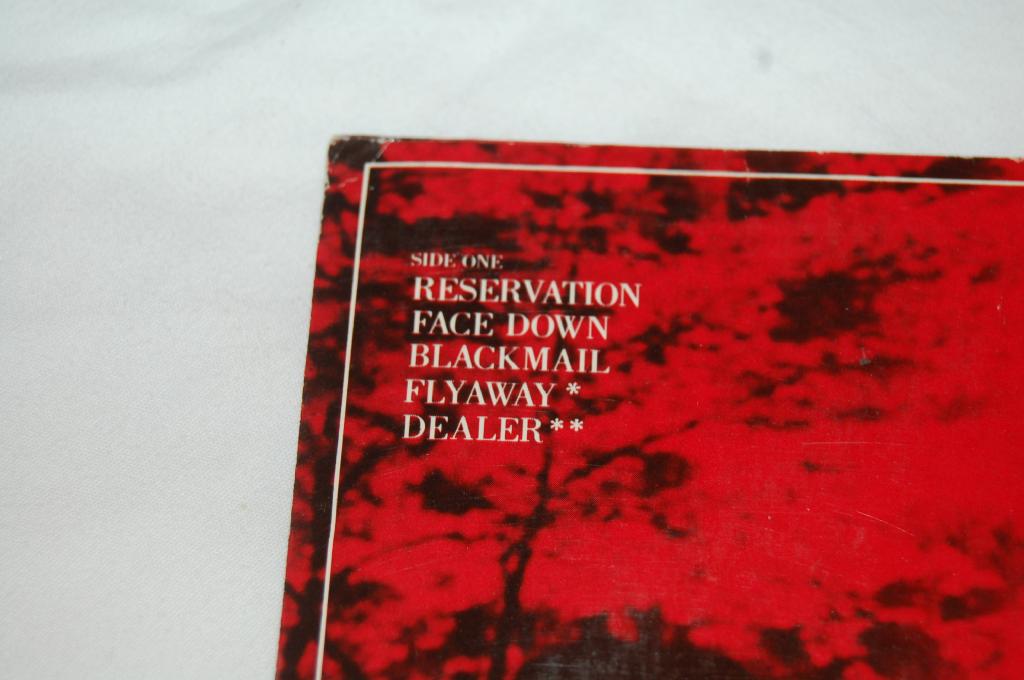 SIDE ONE
RESERVATION
FACE DOWN
BLACKMAIL
FLYAWAY *
DEALER **